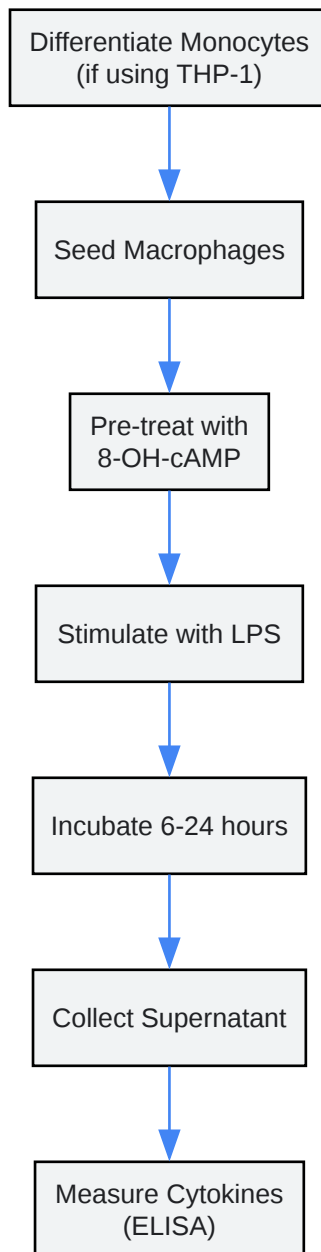 Differentiate Monocytes
(if using THP-1)
Seed Macrophages
Pre-treat with
8-OH-cAMP
Stimulate with LPS
Incubate 6-24 hours
Collect Supernatant
Measure Cytokines
(ELISA)